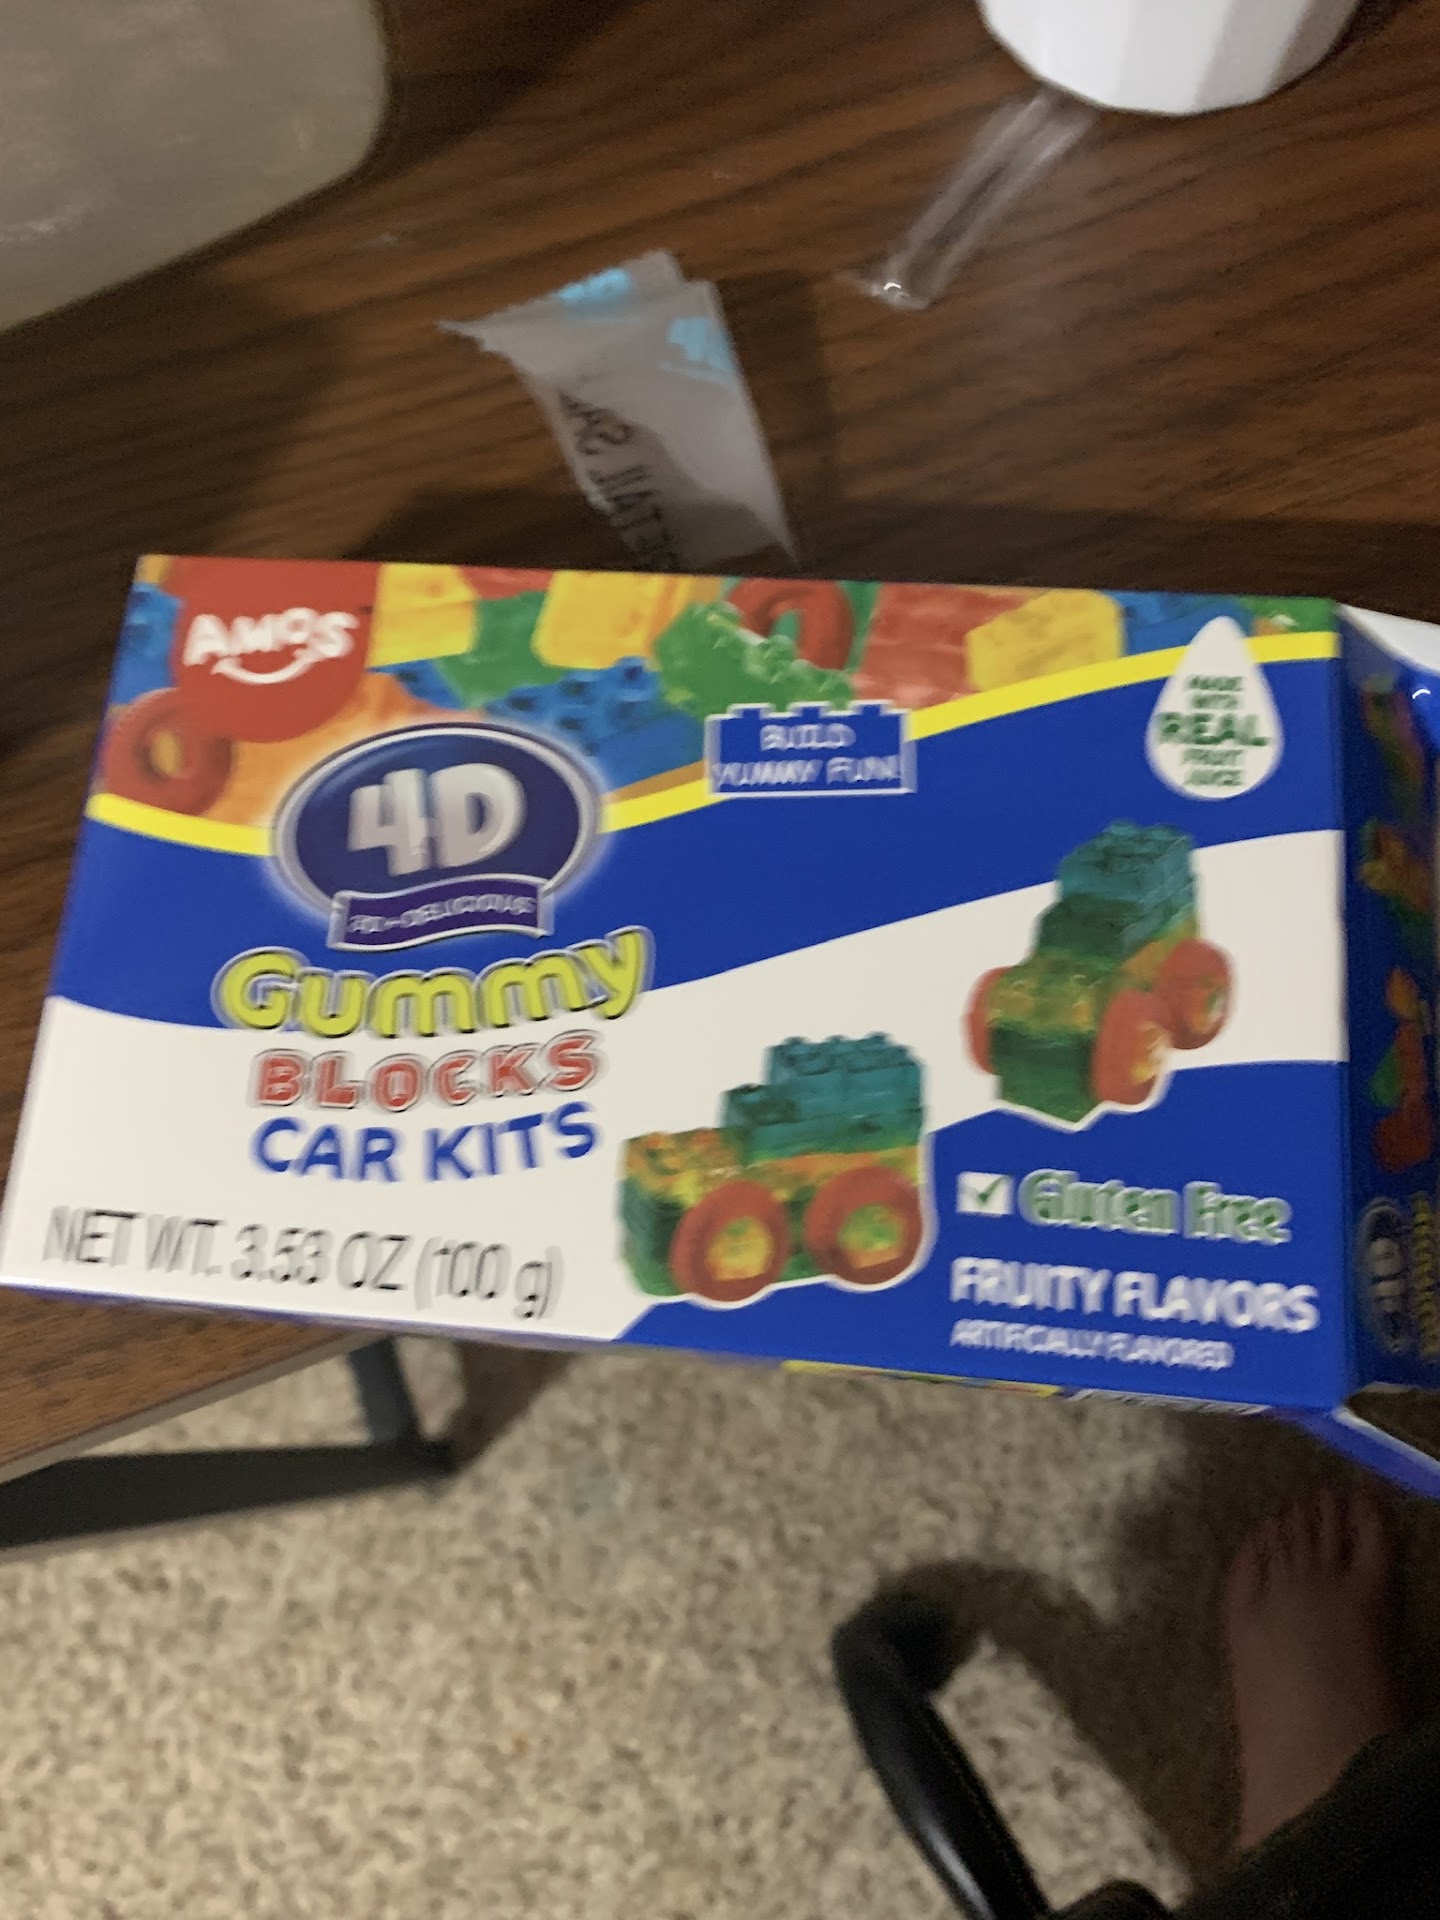 AMOS
4D
BUILD
YUMMY FUN!
MADE
WITH
REAL
FRUIT
JUICE
Gummy
BLOCKS
CAR KITS
NET WT. 3.53 OZ (100 g)
Gluten Free
FRUITY FLAVORS
ARTIFICIALLY FLAVORED